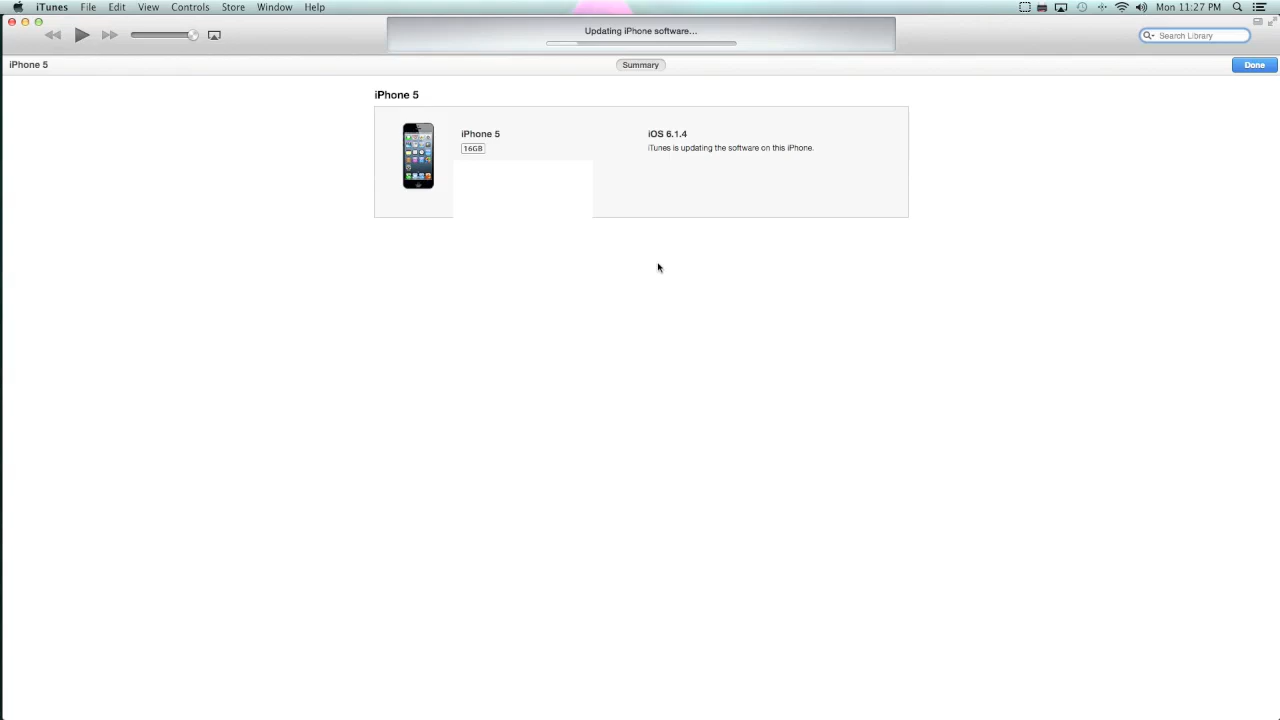 iTunes File Edit View Controls Store Window Help Mon 11:27 PM
Updating iPhone software...
Search Library
iPhone 5 Summary Done
iPhone 5
iPhone 5 iOS 6.1.4
16GB iTunes is updating the software on this iPhone.